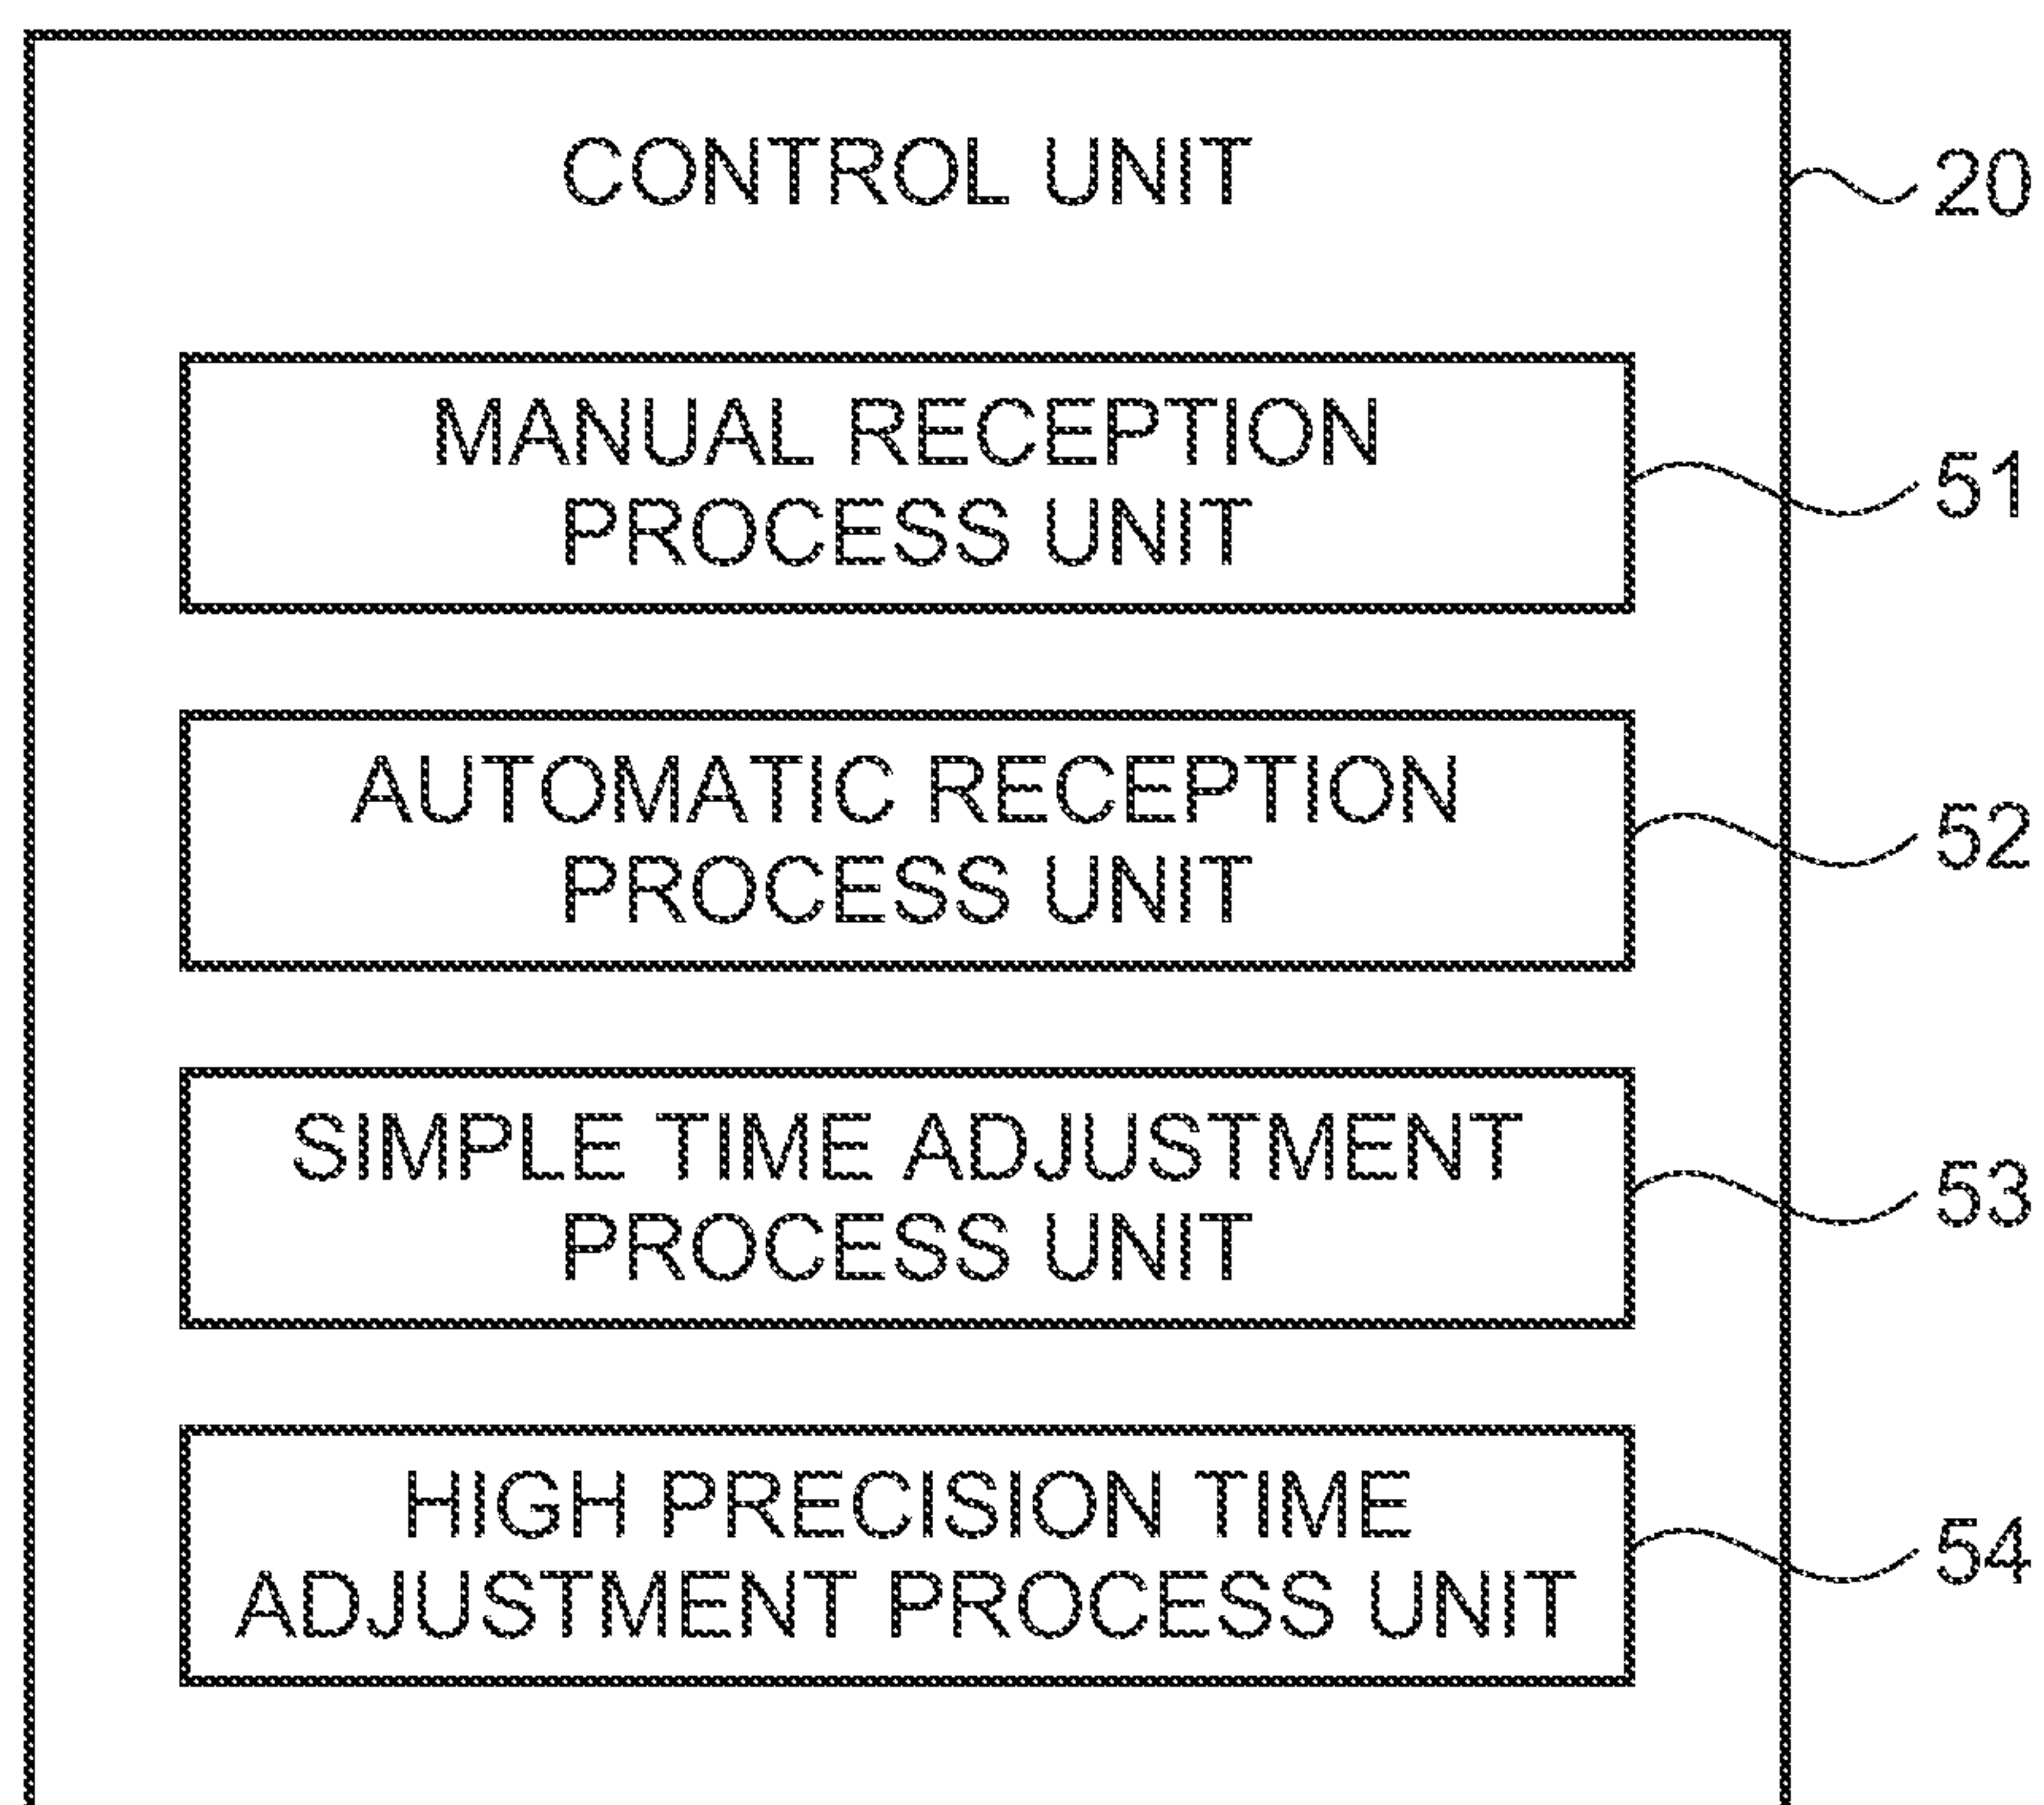 CONTROL UNIT
20
MANUAL RECEPTION
PROCESS UNIT
51
AUTOMATIC RECEPTION
PROCESS UNIT
52
SIMPLE TIME ADJUSTMENT
PROCESS UNIT
53
HIGH PRECISION TIME
ADJUSTMENT PROCESS UNIT
54